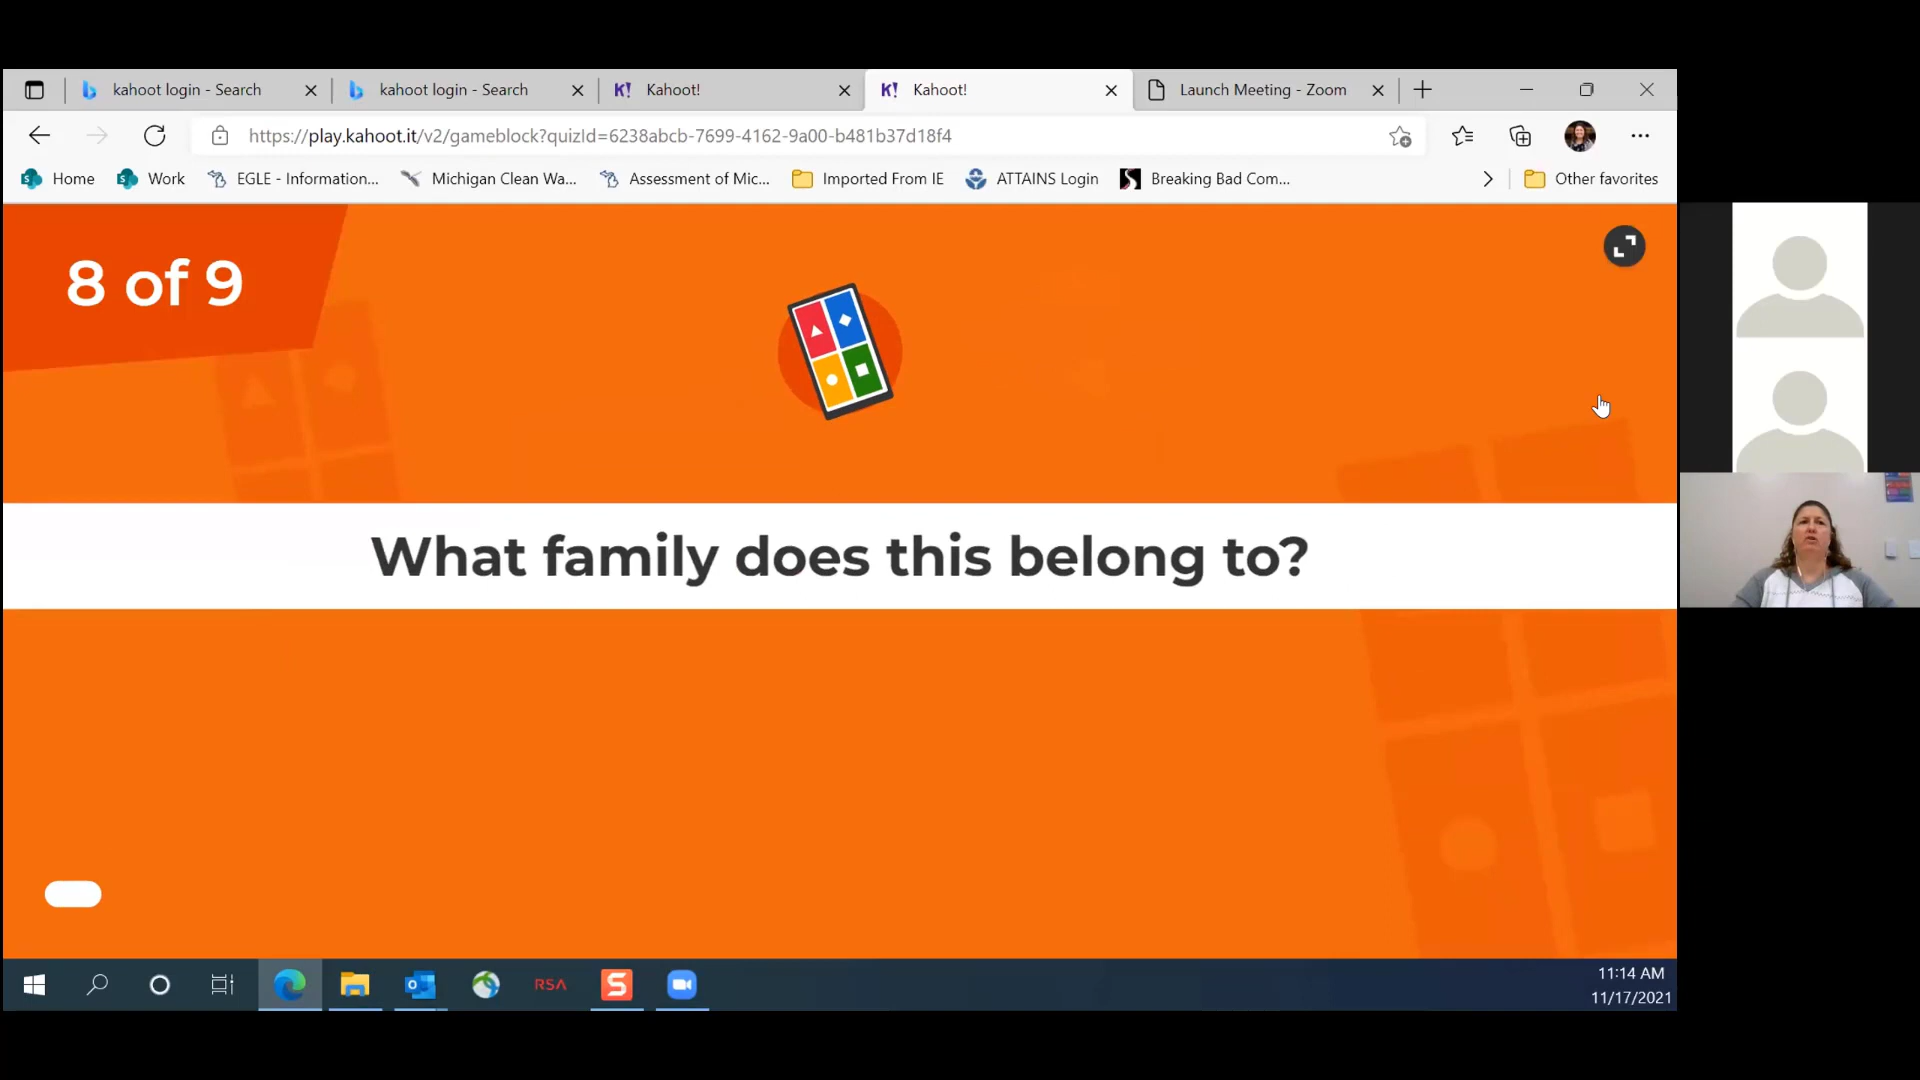 kahoot login - Search
kahoot login - Search
K! Kahoot!
K! Kahoot!
Launch Meeting - Zoom
https://play.kahoot.it/v2/gameblock?quizId=6238abcb-7699-4162-9a00-b481b37d18f4
Home
Work
EGLE - Information...
Michigan Clean Wa...
Assessment of Mic...
Imported From IE
ATTAINS Login
Breaking Bad Com...
Other favorites
8 of 9
What family does this belong to?
RSA
11:14 AM
11/17/2021